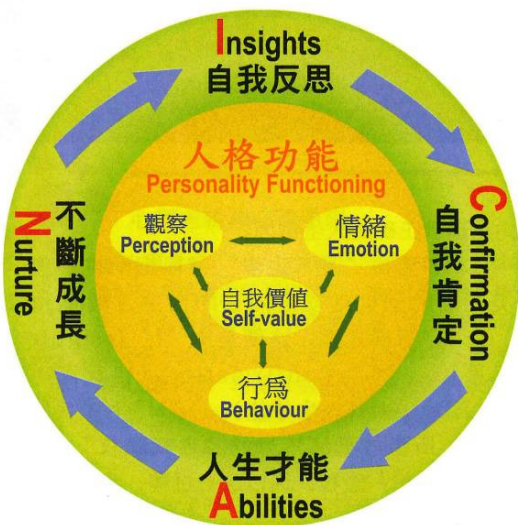 Insights
自我反思
Confirmation
自我肯定
人生才能
Abilities
Nurture
不斷成長
人格功能
Personality Functioning
觀察
Perception
情緒
Emotion
自我價值
Self-value
行爲
Behaviour